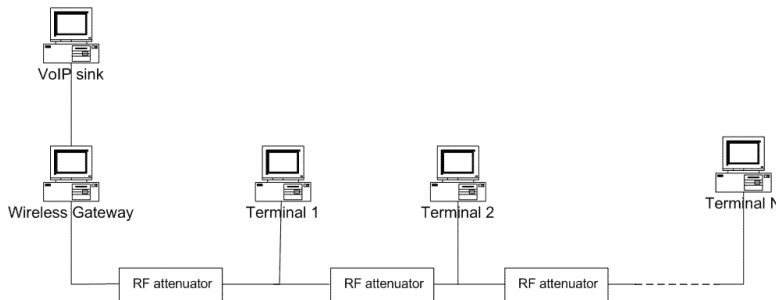 VoIP sink
Wireless Gateway
Terminal 1
Terminal 2
Terminal N
RF attenuator
RF attenuator
RF attenuator